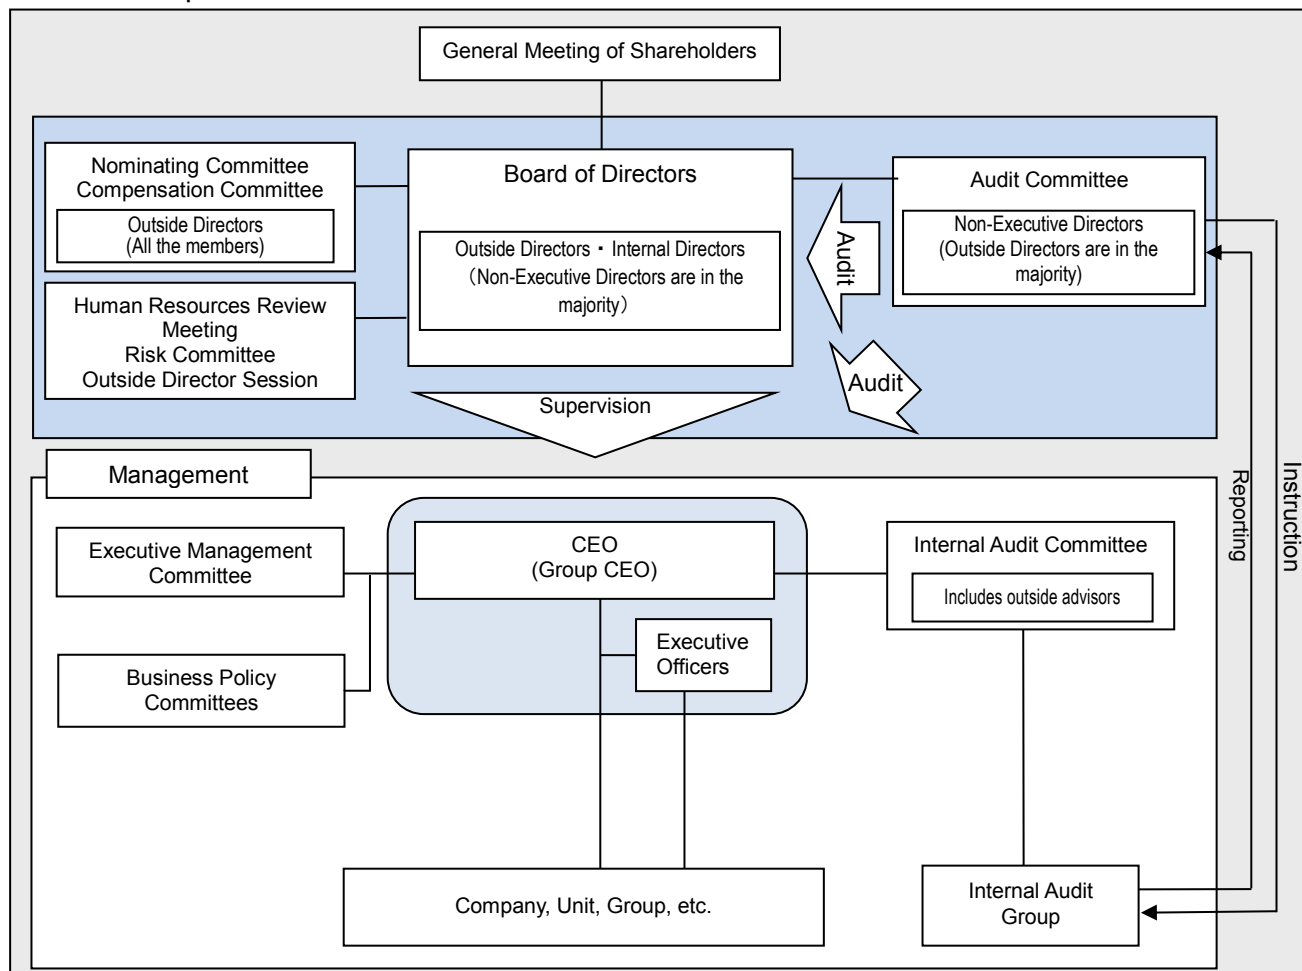 General Meeting of Shareholders
Nominating Committee
Compensation Committee
Outside Directors
(All the members)
Human Resources Review
Meeting
Risk Committee
Outside Director Session
Board of Directors
Outside Directors・Internal Directors
（Non-Executive Directors are in the
majority）
Audit
Audit Committee
Non-Executive Directors
(Outside Directors are in the
majority)
Audit
Supervision
Management
Executive Management
Committee
Business Policy
Committees
CEO
(Group CEO)
Executive
Officers
Internal Audit Committee
Includes outside advisors
Reporting
Instruction
Company, Unit, Group, etc.
Internal Audit
Group